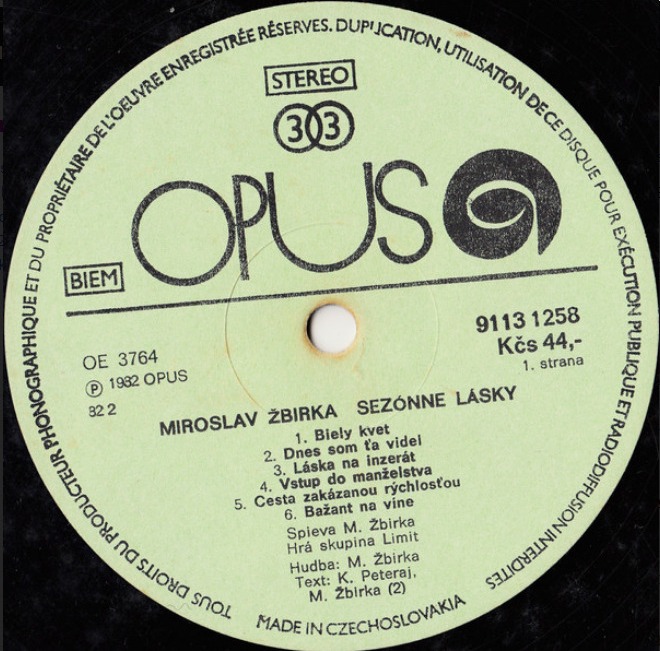 TOUS DROITS DU PRODUCTEUR PHONOGRAPHIQUE ET DU PROPRIÉTAIRE DE L'OEUVRE ENREGISTRÉE RÉSERVES. DUPLICATION, UTILISATION DE CE DISQUE POUR EXÉCUTION PUBLIQUE ET RADIODIFFUSION INTERDITES
STEREO
33
OPUS
BIEM
9113 1258
Kčs 44,-
1. strana
OE 3764
Ⓟ 1982 OPUS
82 2
MIROSLAV ŽBIRKA SEZÓNNE LÁSKY
1. Biely kvet
2. Dnes som ťa videl
3. Láska na inzerát
4. Vstup do manželstva
5. Cesta zakázanou rýchlosťou
6. Bažant na víne
Spieva M. Žbirka
Hrá skupina Limit
Hudba: M. Žbirka
Text: K. Peteraj,
M. Žbirka (2)
MADE IN CZECHOSLOVAKIA